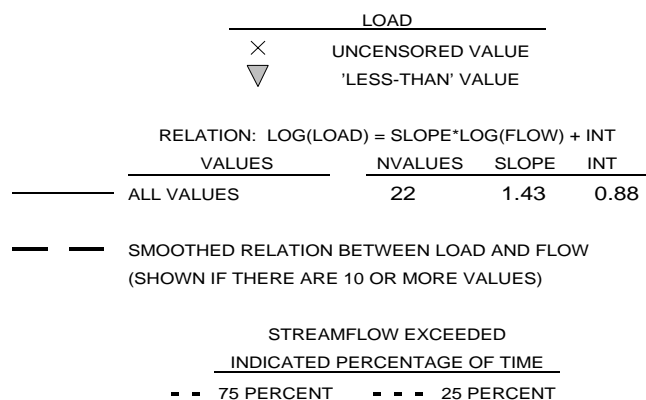 LOAD
UNCENSORED VALUE
'LESS-THAN' VALUE
RELATION: LOG(LOAD) = SLOPE*LOG(FLOW) + INT
VALUES NVALUES SLOPE INT
ALL VALUES 22 1.43 0.88
SMOOTHED RELATION BETWEEN LOAD AND FLOW
(SHOWN IF THERE ARE 10 OR MORE VALUES)
STREAMFLOW EXCEEDED
INDICATED PERCENTAGE OF TIME
75 PERCENT 25 PERCENT